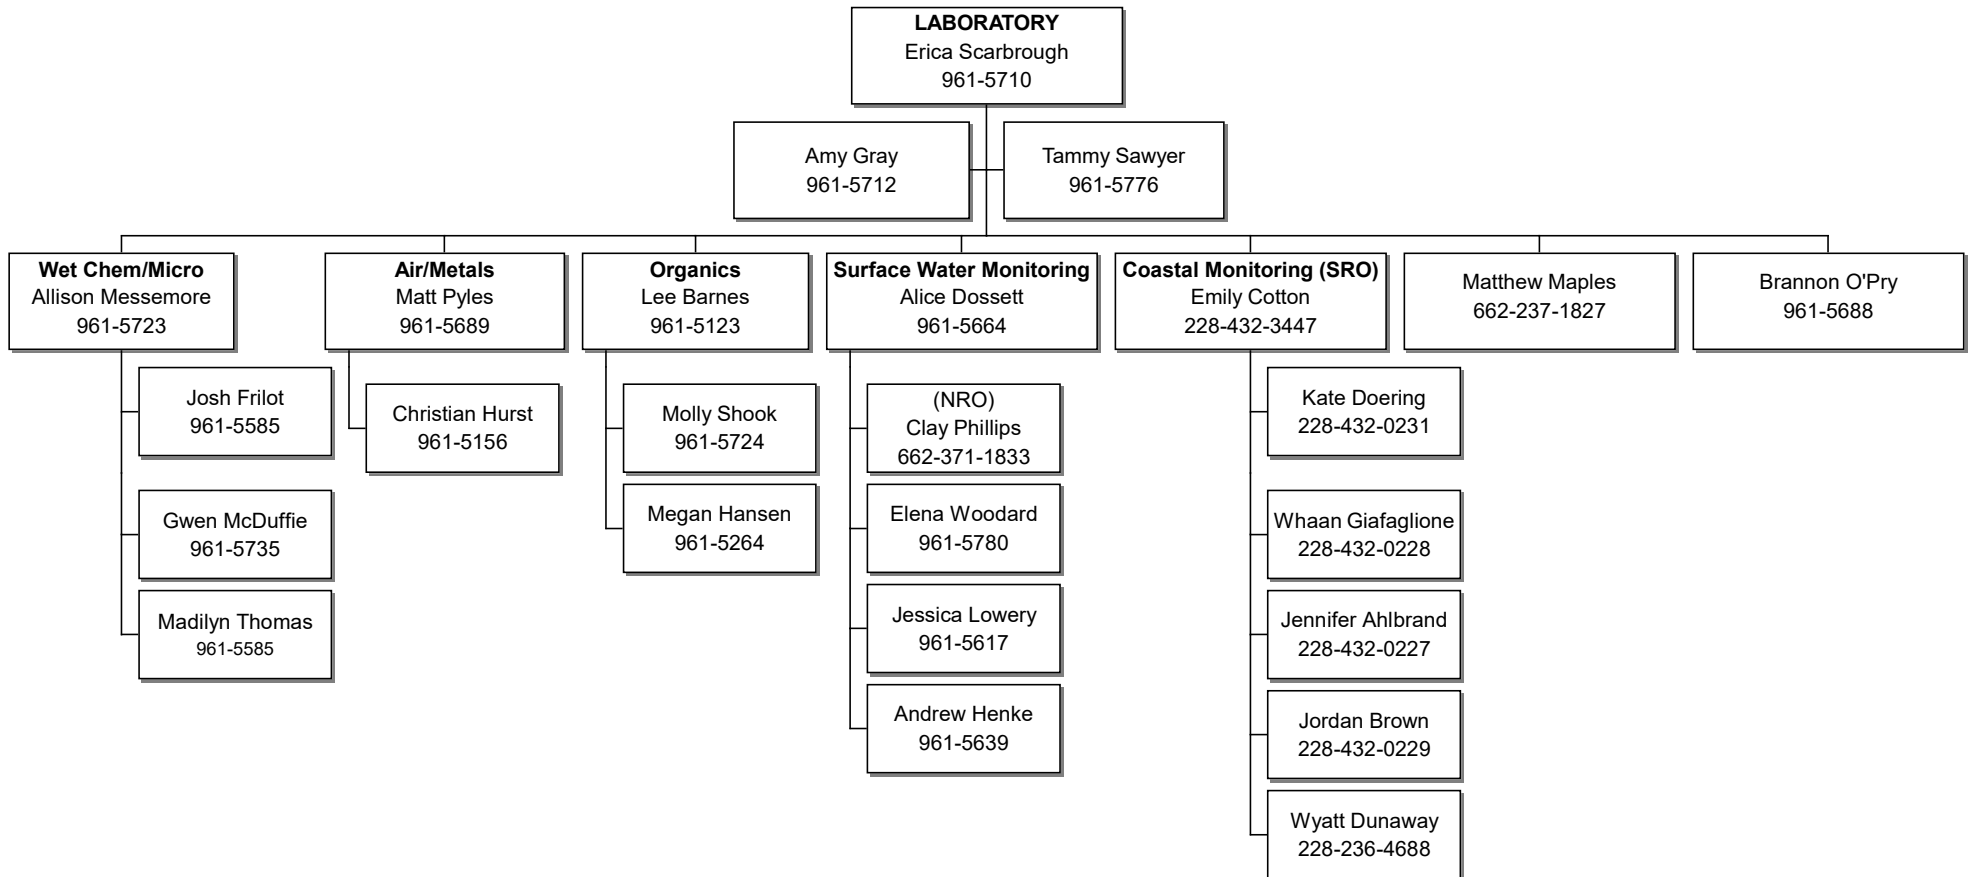 LABORATORY
Erica Scarbrough
961-5710
Amy Gray
961-5712
Tammy Sawyer
961-5776
Wet Chem/Micro
Allison Messemore
961-5723
Air/Metals
Matt Pyles
961-5689
Organics
Lee Barnes
961-5123
Surface Water Monitoring
Alice Dossett
961-5664
Coastal Monitoring (SRO)
Emily Cotton
228-432-3447
Matthew Maples
662-237-1827
Brannon O'Pry
961-5688
Josh Frilot
961-5585
Gwen McDuffie
961-5735
Madilyn Thomas
961-5585
Christian Hurst
961-5156
Molly Shook
961-5724
Megan Hansen
961-5264
(NRO)
Clay Phillips
662-371-1833
Elena Woodard
961-5780
Jessica Lowery
961-5617
Andrew Henke
961-5639
Kate Doering
228-432-0231
Whaan Giafaglione
228-432-0228
Jennifer Ahlbrand
228-432-0227
Jordan Brown
228-432-0229
Wyatt Dunaway
228-236-4688